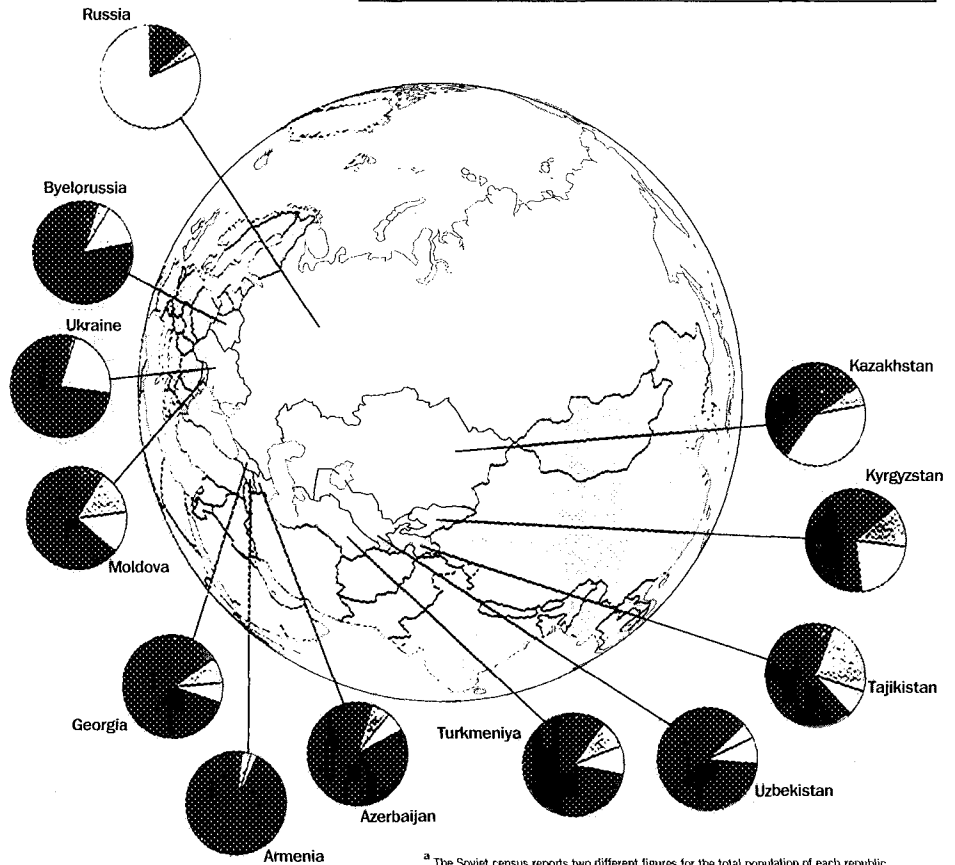 Russia
Byelorussia
Ukraine
Kazakhstan
Kyrgyzstan
Moldova
Tajikistan
Georgia
Turkmeniya
Uzbekistan
Azerbaijan
Armenia
a The Soviet census reports two different figures for the total population of each republic